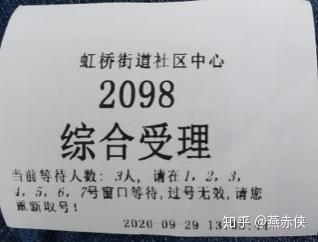 虹桥街道社区中心
2098
综合受理
当前等待人数: 3人, 请在1, 2, 3,
4, 5, 6, 7号窗口等待, 过号无效, 请您
重新取号!
2020-09-29
知乎 @燕赤侠